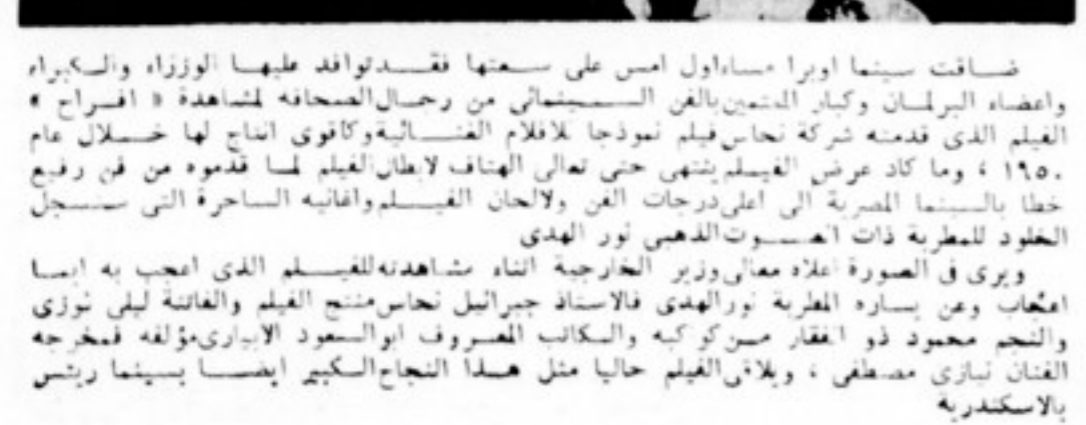 ضاقت سينما اوبرا مساء اول امس على سعتها فقد توافد عليها الوزراء والكبراء
واعضاء البرلمان وكبار المهتمين بالفن السينمائى من رجال الصحافه لمشاهدة « افراح »
الفيلم الذى قدمته شركة نحاس فيلم نموذجا للافلام الغنائية وكاقوى انتاج لها خلال عام
١٩٥٠ ، وما كاد عرض الفيلم ينتهى حتى تعالى الهتاف لابطال الفيلم لما قدموه من فن رفيع
خطا بالسينما المصرية الى اعلى درجات الفن ولالحان الفيلم واغانيه الساحرة التى ستسجل
الخلود للمطربة ذات الصوت الذهبى نور الهدى
ويرى فى الصورة اعلاه معالى وزير الخارجية اثناء مشاهدته للفيلم الذى اعجب به ايما
اعجاب وعن يساره المطربة نور الهدى فالاستاذ جبرائيل نحاس منتج الفيلم والفاتنة ليلى فوزى
والنجم محمود ذو الفقار من كوكبه والكاتب المعروف ابو السعود الابيارى مؤلفه فمخرجه
الفنان نيازى مصطفى ، ويلاقى الفيلم حاليا مثل هذا النجاح الكبير ايضا بسينما ريتس
بالاسكندرية